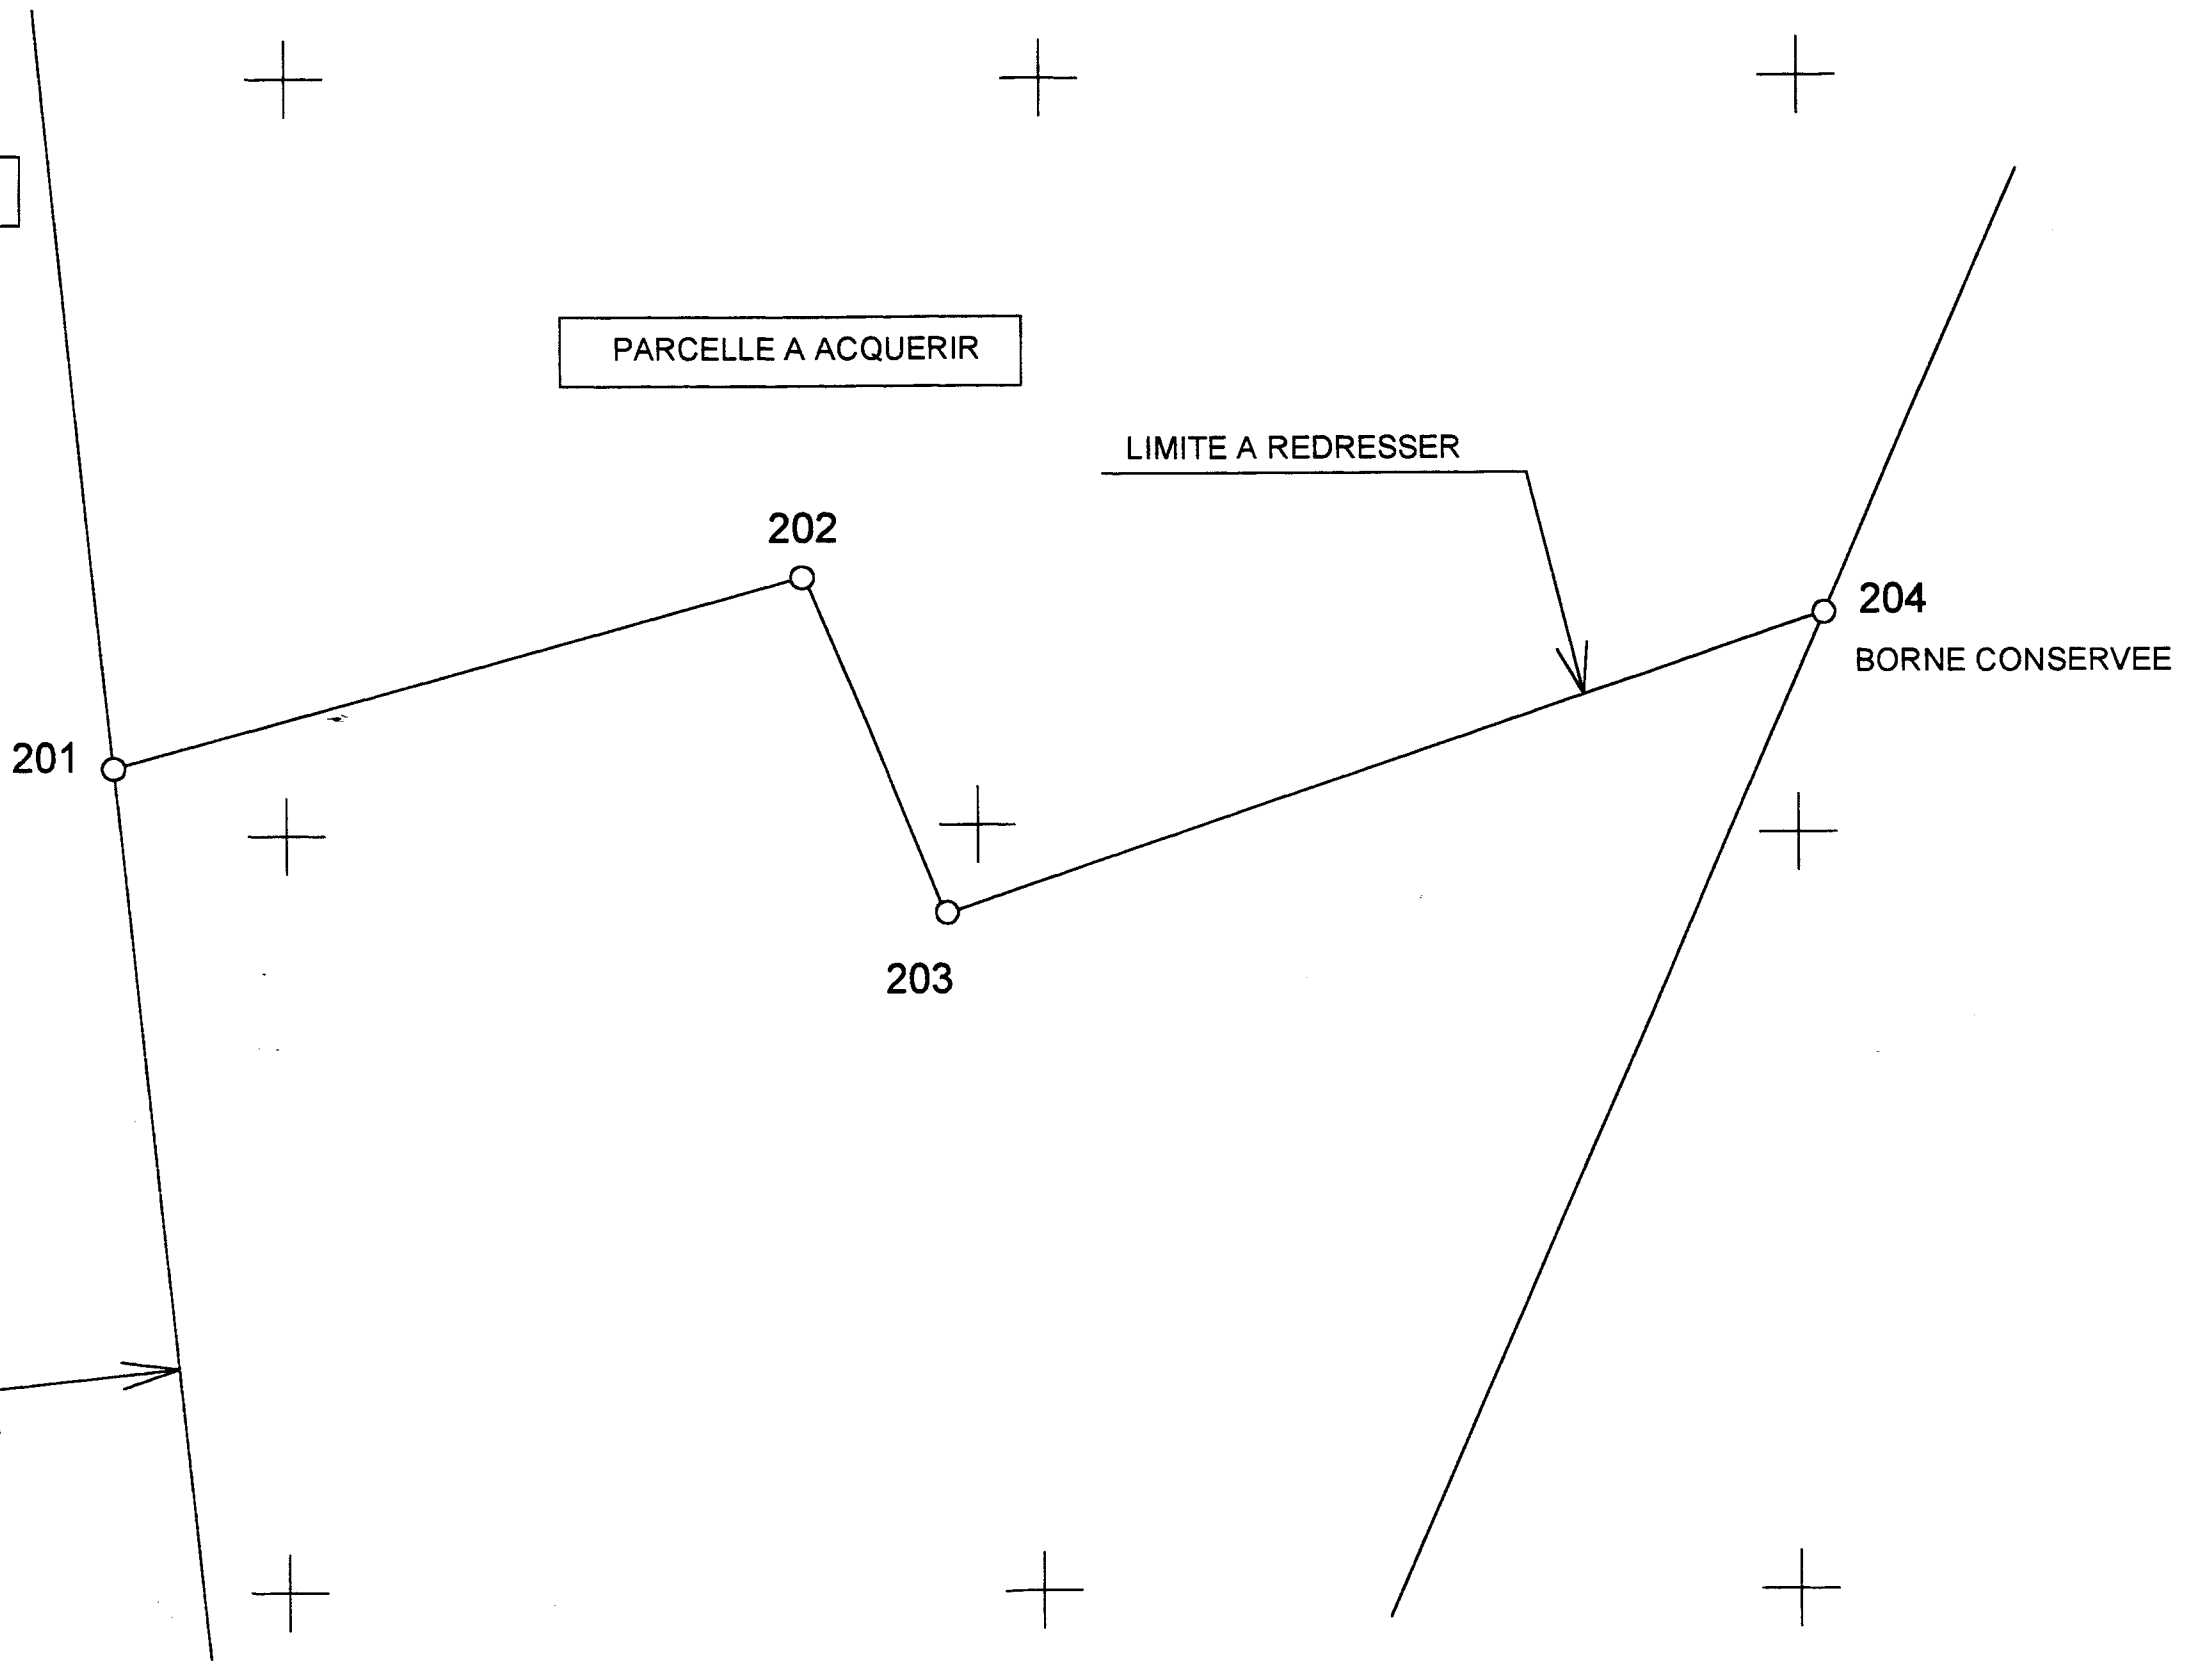 PARCELLE A ACQUERIR
LIMITE A REDRESSER
202
204
BORNE CONSERVEE
201
203